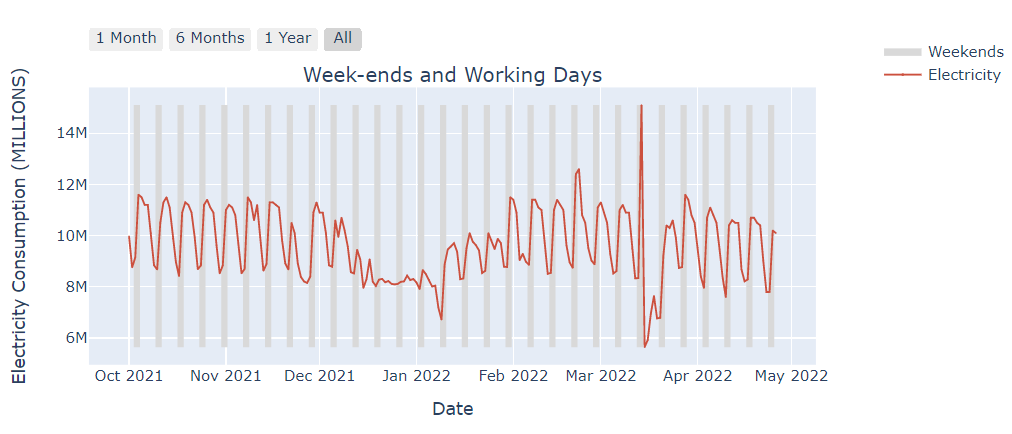 1 Month 6 Months 1 Year All
Week-ends and Working Days
Weekends
Electricity
Electricity Consumption (MILLIONS)
14M
12M
10M
8M
6M
Oct 2021 Nov 2021 Dec 2021 Jan 2022 Feb 2022 Mar 2022 Apr 2022 May 2022
Date